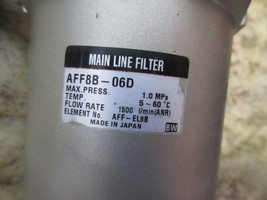 MAIN LINE FILTER
AFF8B-06D
MAX.PRESS. 1.0 MPa
TEMP. 5~60°C
FLOW RATE 1500 l/min(ANR)
ELEMENT No. AFF-EL8B
MADE IN JAPAN BW